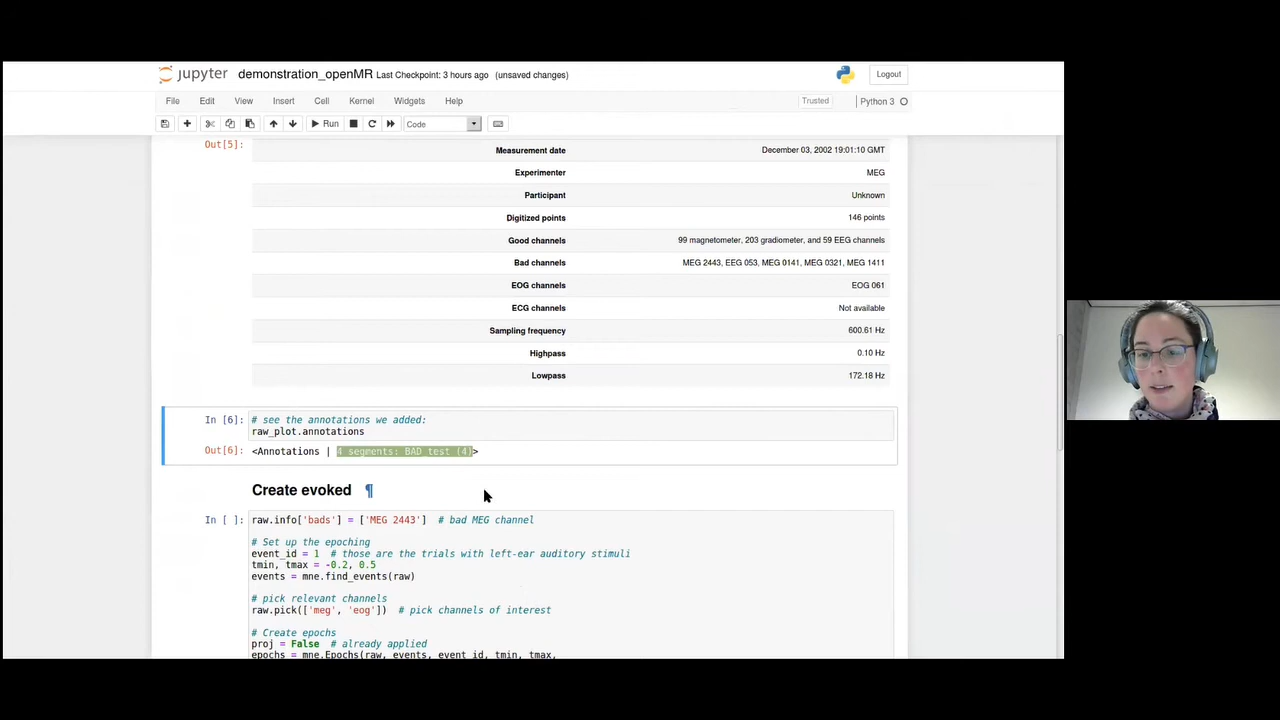 jupyter demonstration_openMR Last Checkpoint: 3 hours ago (unsaved changes) Logout
File Edit View Insert Cell Kernel Widgets Help Trusted Python 3
Run Code
Out[5]:
Measurement date December 03, 2002 19:01:10 GMT
Experimenter MEG
Participant Unknown
Digitized points 146 points
Good channels 99 magnetometer, 203 gradiometer, and 59 EEG channels
Bad channels MEG 2443, EEG 053, MEG 0141, MEG 0321, MEG 1411
EOG channels EOG 061
ECG channels Not available
Sampling frequency 600.61 Hz
Highpass 0.10 Hz
Lowpass 172.18 Hz
In [6]: # see the annotations we added:
raw_plot.annotations
Out[6]: <Annotations | 4 segments: BAD test (4)>
Create evoked ¶
In [ ]: raw.info['bads'] = ['MEG 2443'] # bad MEG channel
# Set up the epoching
event_id = 1 # those are the trials with left-ear auditory stimuli
tmin, tmax = -0.2, 0.5
events = mne.find_events(raw)
# pick relevant channels
raw.pick(['meg', 'eog']) # pick channels of interest
# Create epochs
proj = False # already applied
epochs = mne.Epochs(raw, events, event_id, tmin, tmax,